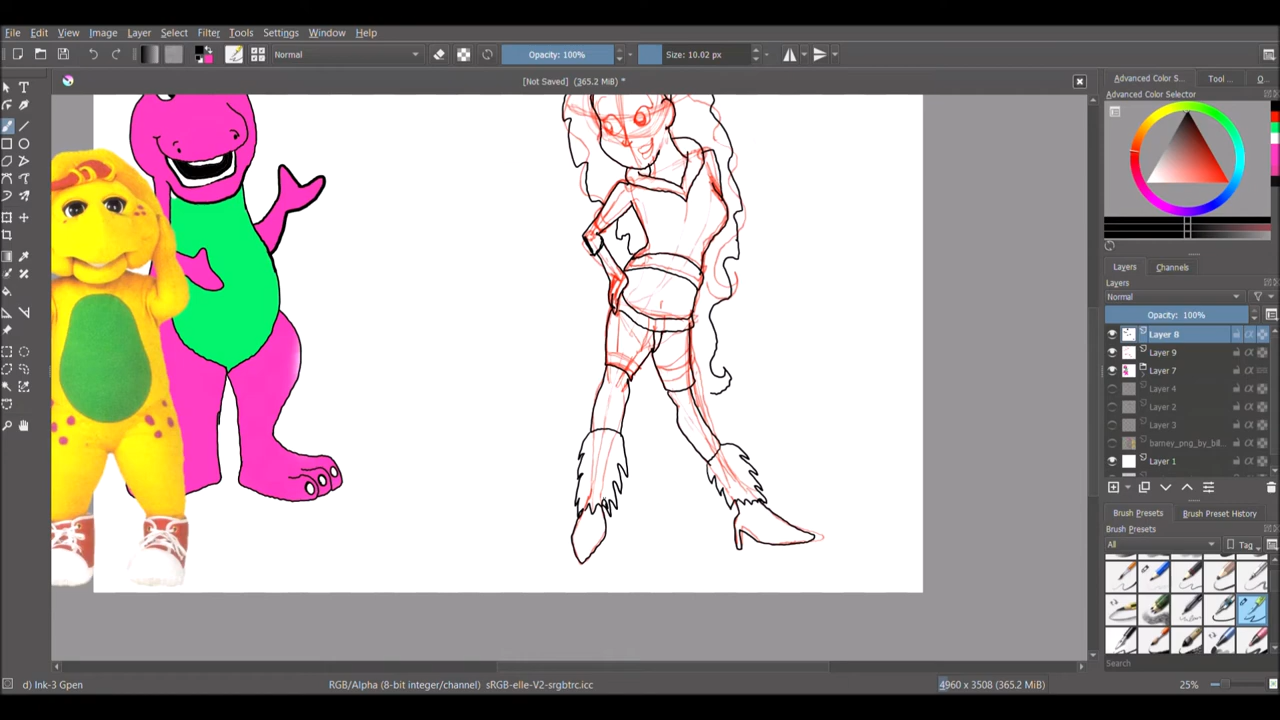 File Edit View Image Layer Select Filter Tools Settings Window Help
Normal Opacity: 100% Size: 10.02 px
[Not Saved] (365.2 MiB) *
Advanced Color S... Tool ... O...
Advanced Color Selector
Layers Channels
Layers
Normal
Opacity: 100%
Layer 8
Layer 9
Layer 7
Layer 4
Layer 2
Layer 3
barney_png_by_bill...
Layer 1
Brush Presets Brush Preset History
Brush Presets
All Tag
Search
d) Ink-3 Gpen RGB/Alpha (8-bit integer/channel) sRGB-elle-V2-srgbtrc.icc 4960 x 3508 (365.2 MiB) 25%